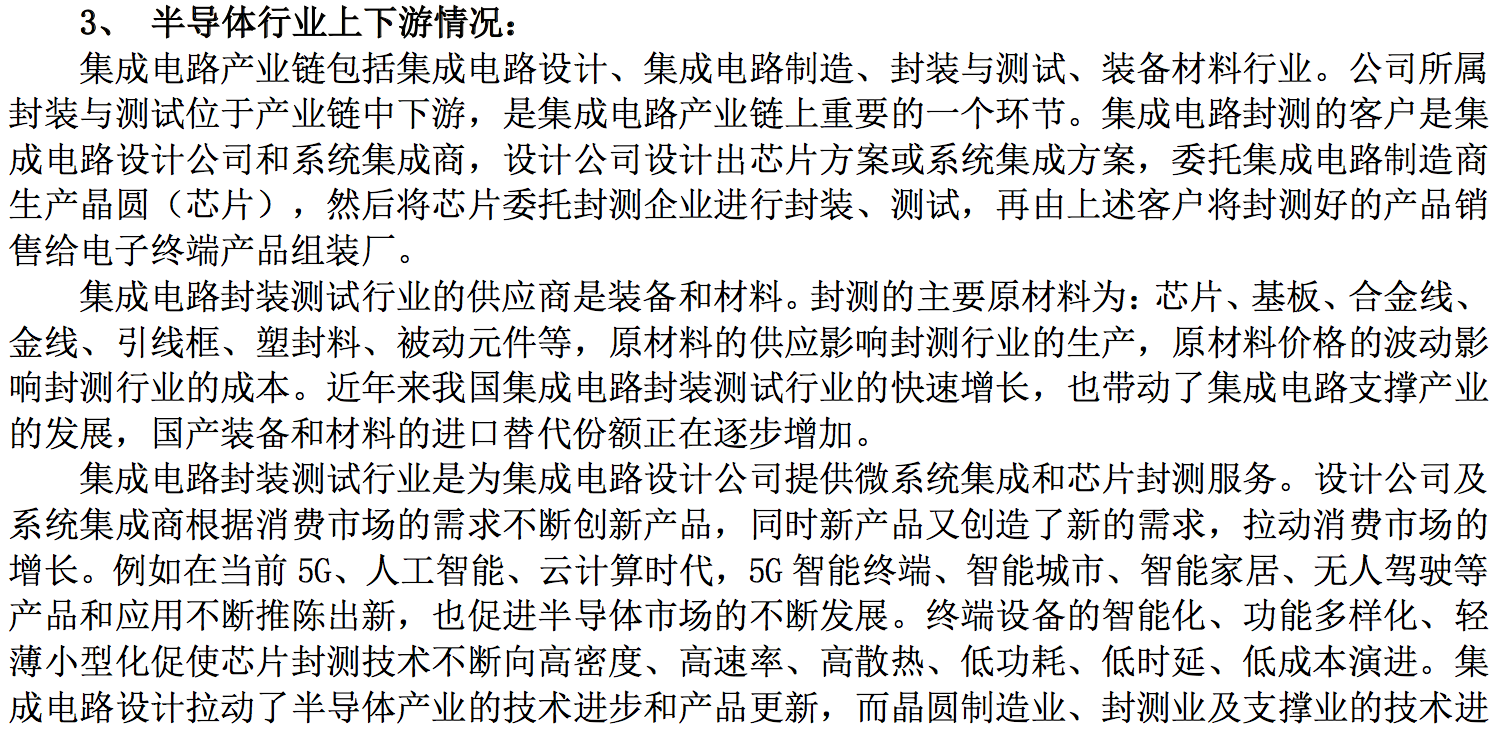 3、 半导体行业上下游情况：
集成电路产业链包括集成电路设计、集成电路制造、封装与测试、装备材料行业。公司所属
封装与测试位于产业链中下游，是集成电路产业链上重要的一个环节。集成电路封测的客户是集
成电路设计公司和系统集成商，设计公司设计出芯片方案或系统集成方案，委托集成电路制造商
生产晶圆（芯片），然后将芯片委托封测企业进行封装、测试，再由上述客户将封测好的产品销
售给电子终端产品组装厂。
集成电路封装测试行业的供应商是装备和材料。封测的主要原材料为：芯片、基板、合金线、
金线、引线框、塑封料、被动元件等，原材料的供应影响封测行业的生产，原材料价格的波动影
响封测行业的成本。近年来我国集成电路封装测试行业的快速增长，也带动了集成电路支撑产业
的发展，国产装备和材料的进口替代份额正在逐步增加。
集成电路封装测试行业是为集成电路设计公司提供微系统集成和芯片封测服务。设计公司及
系统集成商根据消费市场的需求不断创新产品，同时新产品又创造了新的需求，拉动消费市场的
增长。例如在当前 5G、人工智能、云计算时代，5G 智能终端、智能城市、智能家居、无人驾驶等
产品和应用不断推陈出新，也促进半导体市场的不断发展。终端设备的智能化、功能多样化、轻
薄小型化促使芯片封测技术不断向高密度、高速率、高散热、低功耗、低时延、低成本演进。集
成电路设计拉动了半导体产业的技术进步和产品更新，而晶圆制造业、封测业及支撑业的技术进